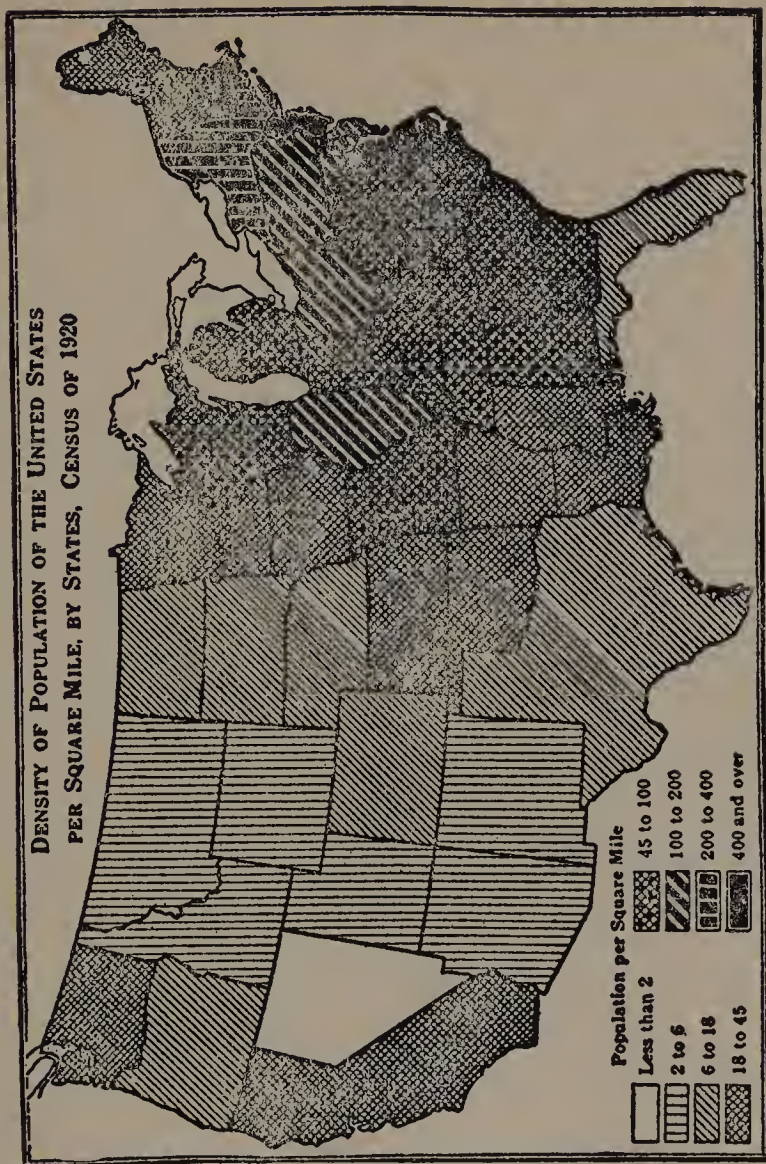 DENSITY OF POPULATION OF THE UNITED STATES
PER SQUARE MILE, BY STATES, CENSUS OF 1920
Population per Square Mile
Less than 2
2 to 6
6 to 18
18 to 45
45 to 100
100 to 200
200 to 400
400 and over